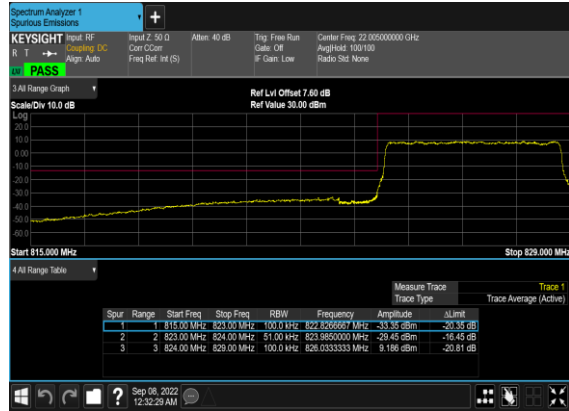 Spectrum Analyzer 1
Spurious Emissions
KEYSIGHT Input: RF Input Z: 50 Ω Atten: 40 dB Trig: Free Run Center Freq: 22.005000000 GHz
R T Coupling: DC Corr CCorr Gate: Off Avg|Hold: 100/100
Align: Auto Freq Ref: Int (S) IF Gain: Low Radio Std: None
PASS
3 All Range Graph
Ref Lvl Offset 7.60 dB
Scale/Div 10.0 dB Ref Value 30.00 dBm
Log
20.0
10.0
0.00
-10.0
-20.0
-30.0
-40.0
-50.0
-60.0
Start 815.000 MHz Stop 829.000 MHz
4 All Range Table
Measure Trace Trace 1
Trace Type Trace Average (Active)
Spur Range Start Freq Stop Freq RBW Frequency Amplitude ΔLimit
1 1 815.00 MHz 823.00 MHz 100.0 kHz 822.8266667 MHz -33.35 dBm -20.35 dB
2 2 823.00 MHz 824.00 MHz 51.00 kHz 823.9850000 MHz -29.45 dBm -16.45 dB
3 3 824.00 MHz 829.00 MHz 100.0 kHz 826.0333333 MHz 9.186 dBm -20.81 dB
? Sep 08, 2022
12:32:29 AM